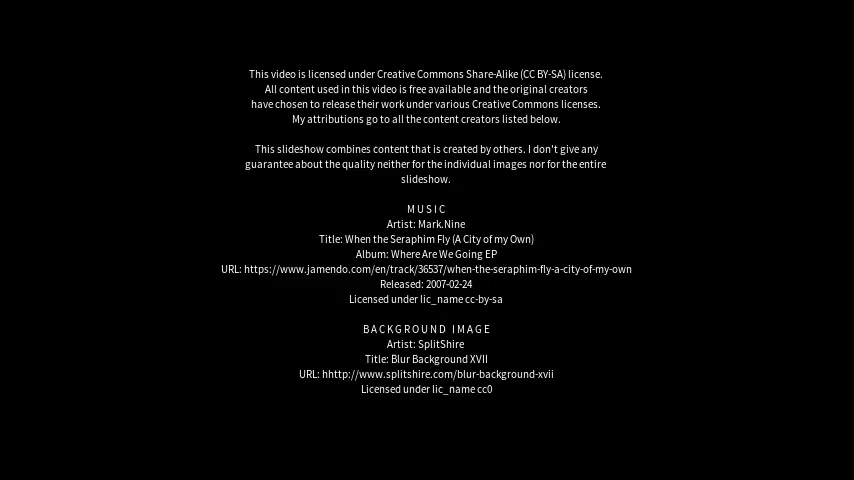 This video is licensed under Creative Commons Share-Alike (CC BY-SA) license.
All content used in this video is free available and the original creators
have chosen to release their work under various Creative Commons licenses.
My attributions go to all the content creators listed below.
This slideshow combines content that is created by others. I don't give any
guarantee about the quality neither for the individual images nor for the entire
slideshow.
MUSIC
Artist: Mark.Nine
Title: When the Seraphim Fly (A City of my Own)
Album: Where Are We Going EP
URL: https://www.jamendo.com/en/track/36537/when-the-seraphim-fly-a-city-of-my-own
Released: 2007-02-24
Licensed under lic_name cc-by-sa
BACKGROUND IMAGE
Artist: SplitShire
Title: Blur Background XVII
URL: hhttp://www.splitshire.com/blur-background-xvii
Licensed under lic_name cc0